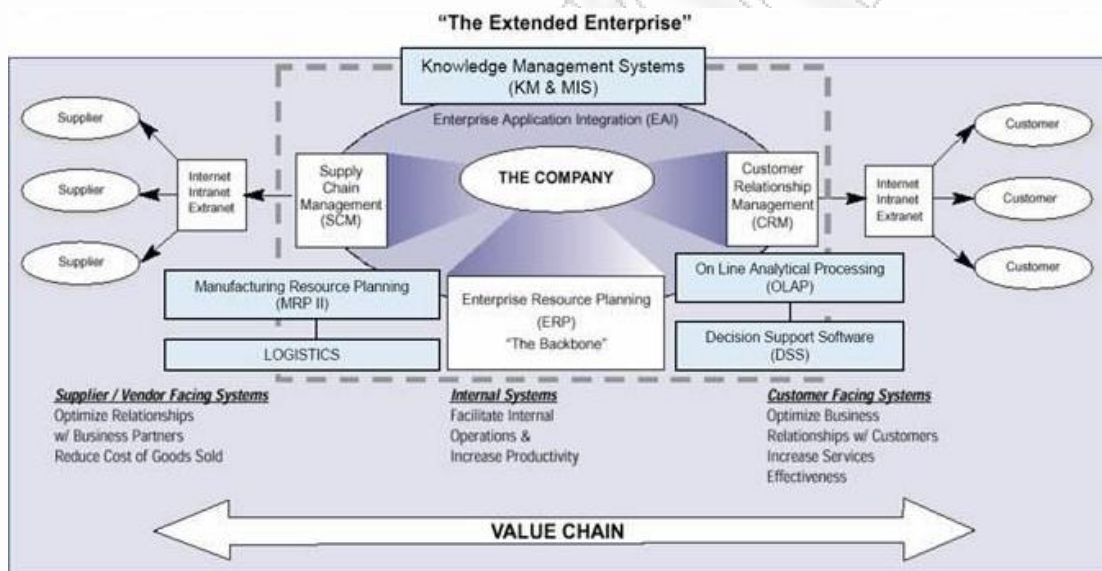 “The Extended Enterprise”
Knowledge Management Systems
(KM & MIS)
Enterprise Application Integration (EAI)
Supplier
Supplier
Supplier
Internet
Intranet
Extranet
Supply
Chain
Management
(SCM)
THE COMPANY
Customer
Relationship
Management
(CRM)
Internet
Intranet
Extranet
Customer
Customer
Customer
Manufacturing Resource Planning
(MRP II)
LOGISTICS
Enterprise Resource Planning
(ERP)
“The Backbone”
On Line Analytical Processing
(OLAP)
Decision Support Software
(DSS)
Supplier / Vendor Facing Systems
Optimize Relationships
w/ Business Partners
Reduce Cost of Goods Sold
Internal Systems
Facilitate Internal
Operations &
Increase Productivity
Customer Facing Systems
Optimize Business
Relationships w/ Customers
Increase Services
Effectiveness
VALUE CHAIN